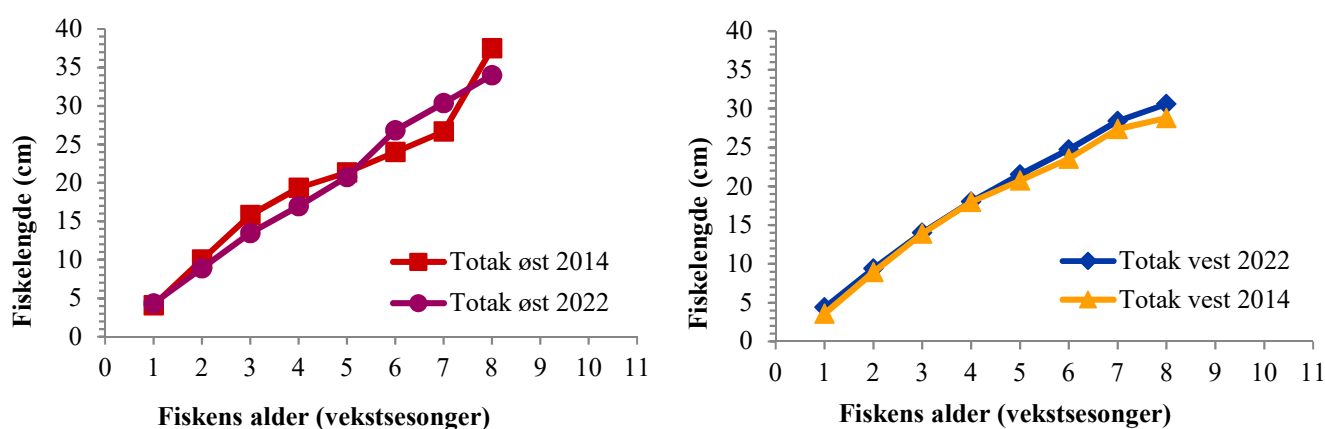 40
35
30
25
20
15
10
5
0
Fiskelengde (cm)
Totak øst 2014
Totak øst 2022
0 1 2 3 4 5 6 7 8 9 10 11
Fiskens alder (vekstsesonger)
40
35
30
25
20
15
10
5
0
Fiskelengde (cm)
Totak vest 2022
Totak vest 2014
0 1 2 3 4 5 6 7 8 9 10 11
Fiskens alder (vekstsesonger)